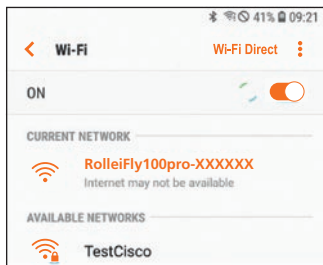 41% 09:21
Wi-Fi Wi-Fi Direct
ON
CURRENT NETWORK
RolleiFly100pro-XXXXXX
Internet may not be available
AVAILABLE NETWORKS
TestCisco